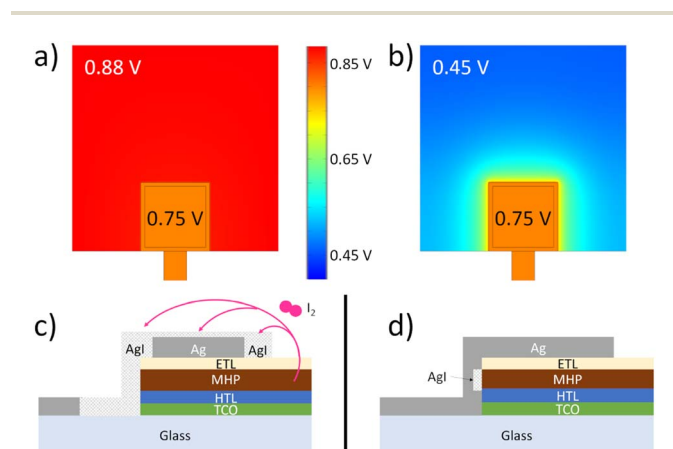 a)
0.88 V
0.75 V
0.85 V
0.65 V
0.45 V
b)
0.45 V
0.75 V
c)
I2
AgI
Ag
AgI
ETL
MHP
HTL
TCO
Glass
d)
Ag
AgI
ETL
MHP
HTL
TCO
Glass